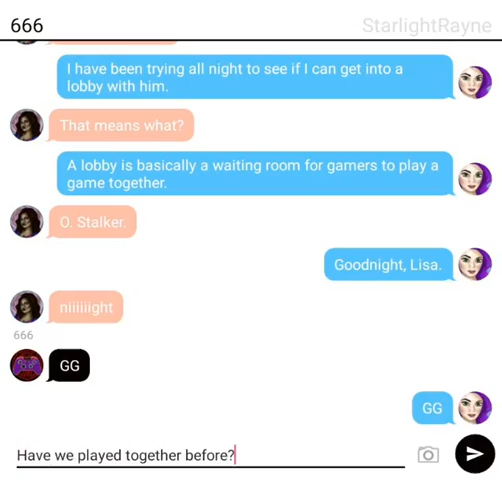 666
StarlightRayne
I have been trying all night to see if I can get into a
lobby with him.
That means what?
A lobby is basically a waiting room for gamers to play a
game together.
O. Stalker.
Goodnight, Lisa.
niiiiiight
666
GG
GG
Have we played together before?